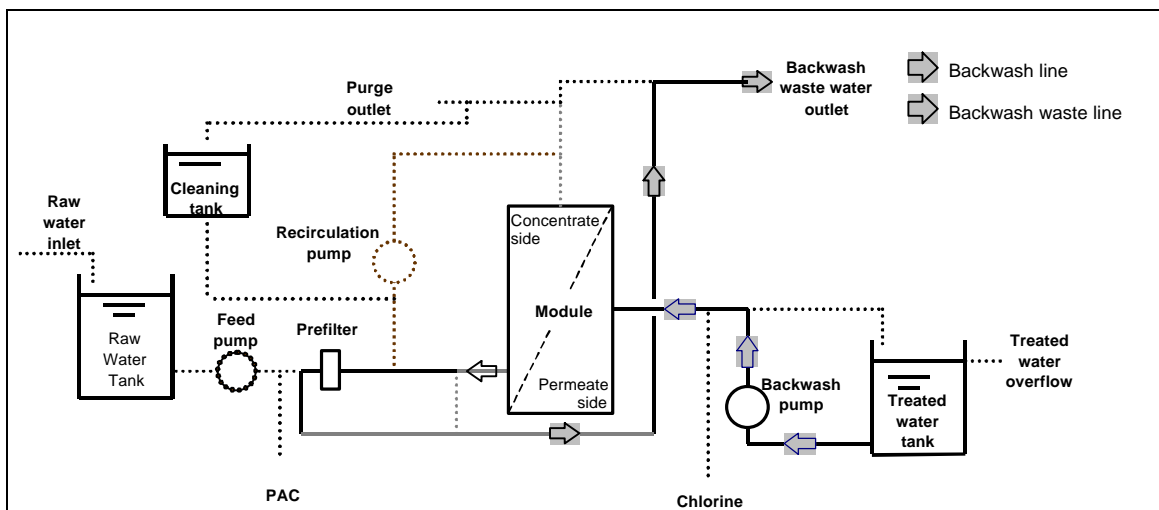 Backwash
waste water
outlet
Backwash line
Backwash waste line
Purge
outlet
Cleaning
tank
Raw
water
inlet
Recirculation
pump
Concentrate
side
Module
Permeate
side
Feed
pump
Prefilter
Raw
Water
Tank
PAC
Backwash
pump
Chlorine
Treated
water
tank
Treated
water
overflow